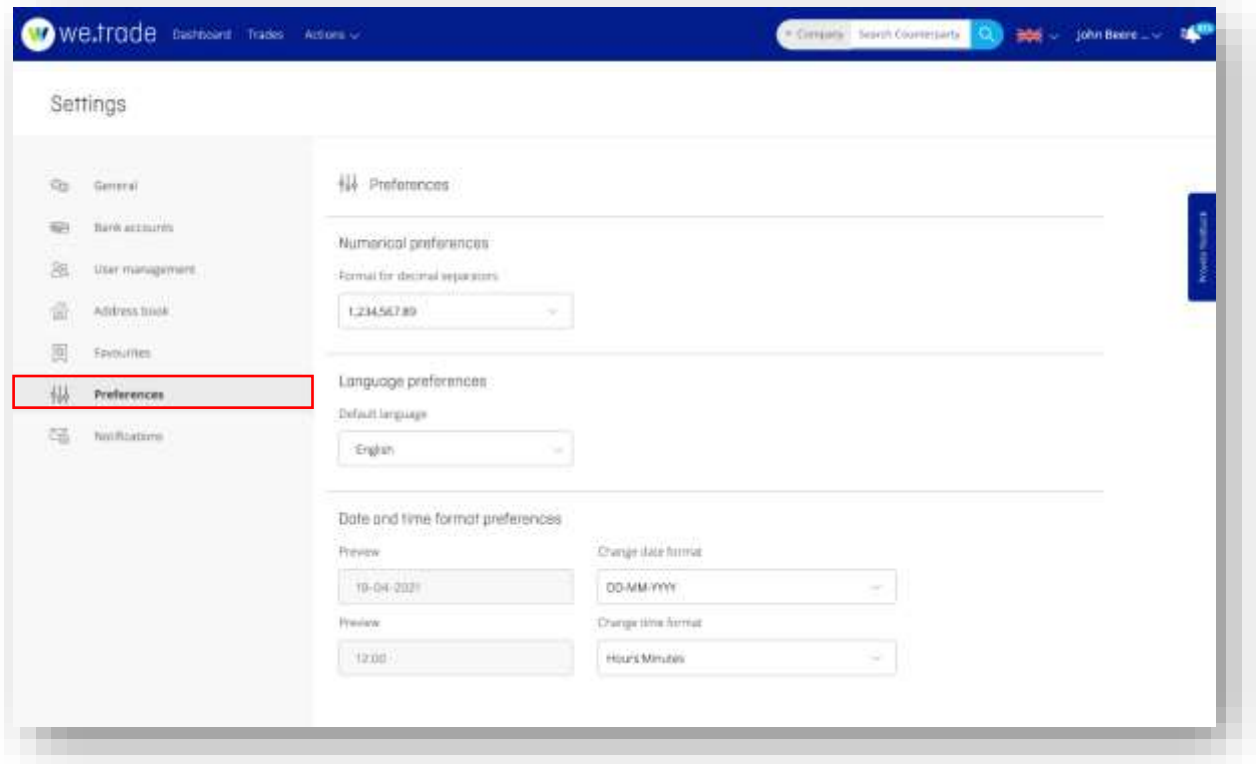 we.trade Dashboard Trades Actions Company Search Counterparty John Beere ...
Settings
General
Bank accounts
User management
Address book
Favourites
Preferences
Notifications
Preferences
Numerical preferences
Format for decimal separators
1,234,567.89
Language preferences
Default language
English
Date and time format preferences
Preview
Change date format
19-04-2021
DD-MM-YYYY
Preview
Change time format
12:00
Hours:Minutes
Provide feedback